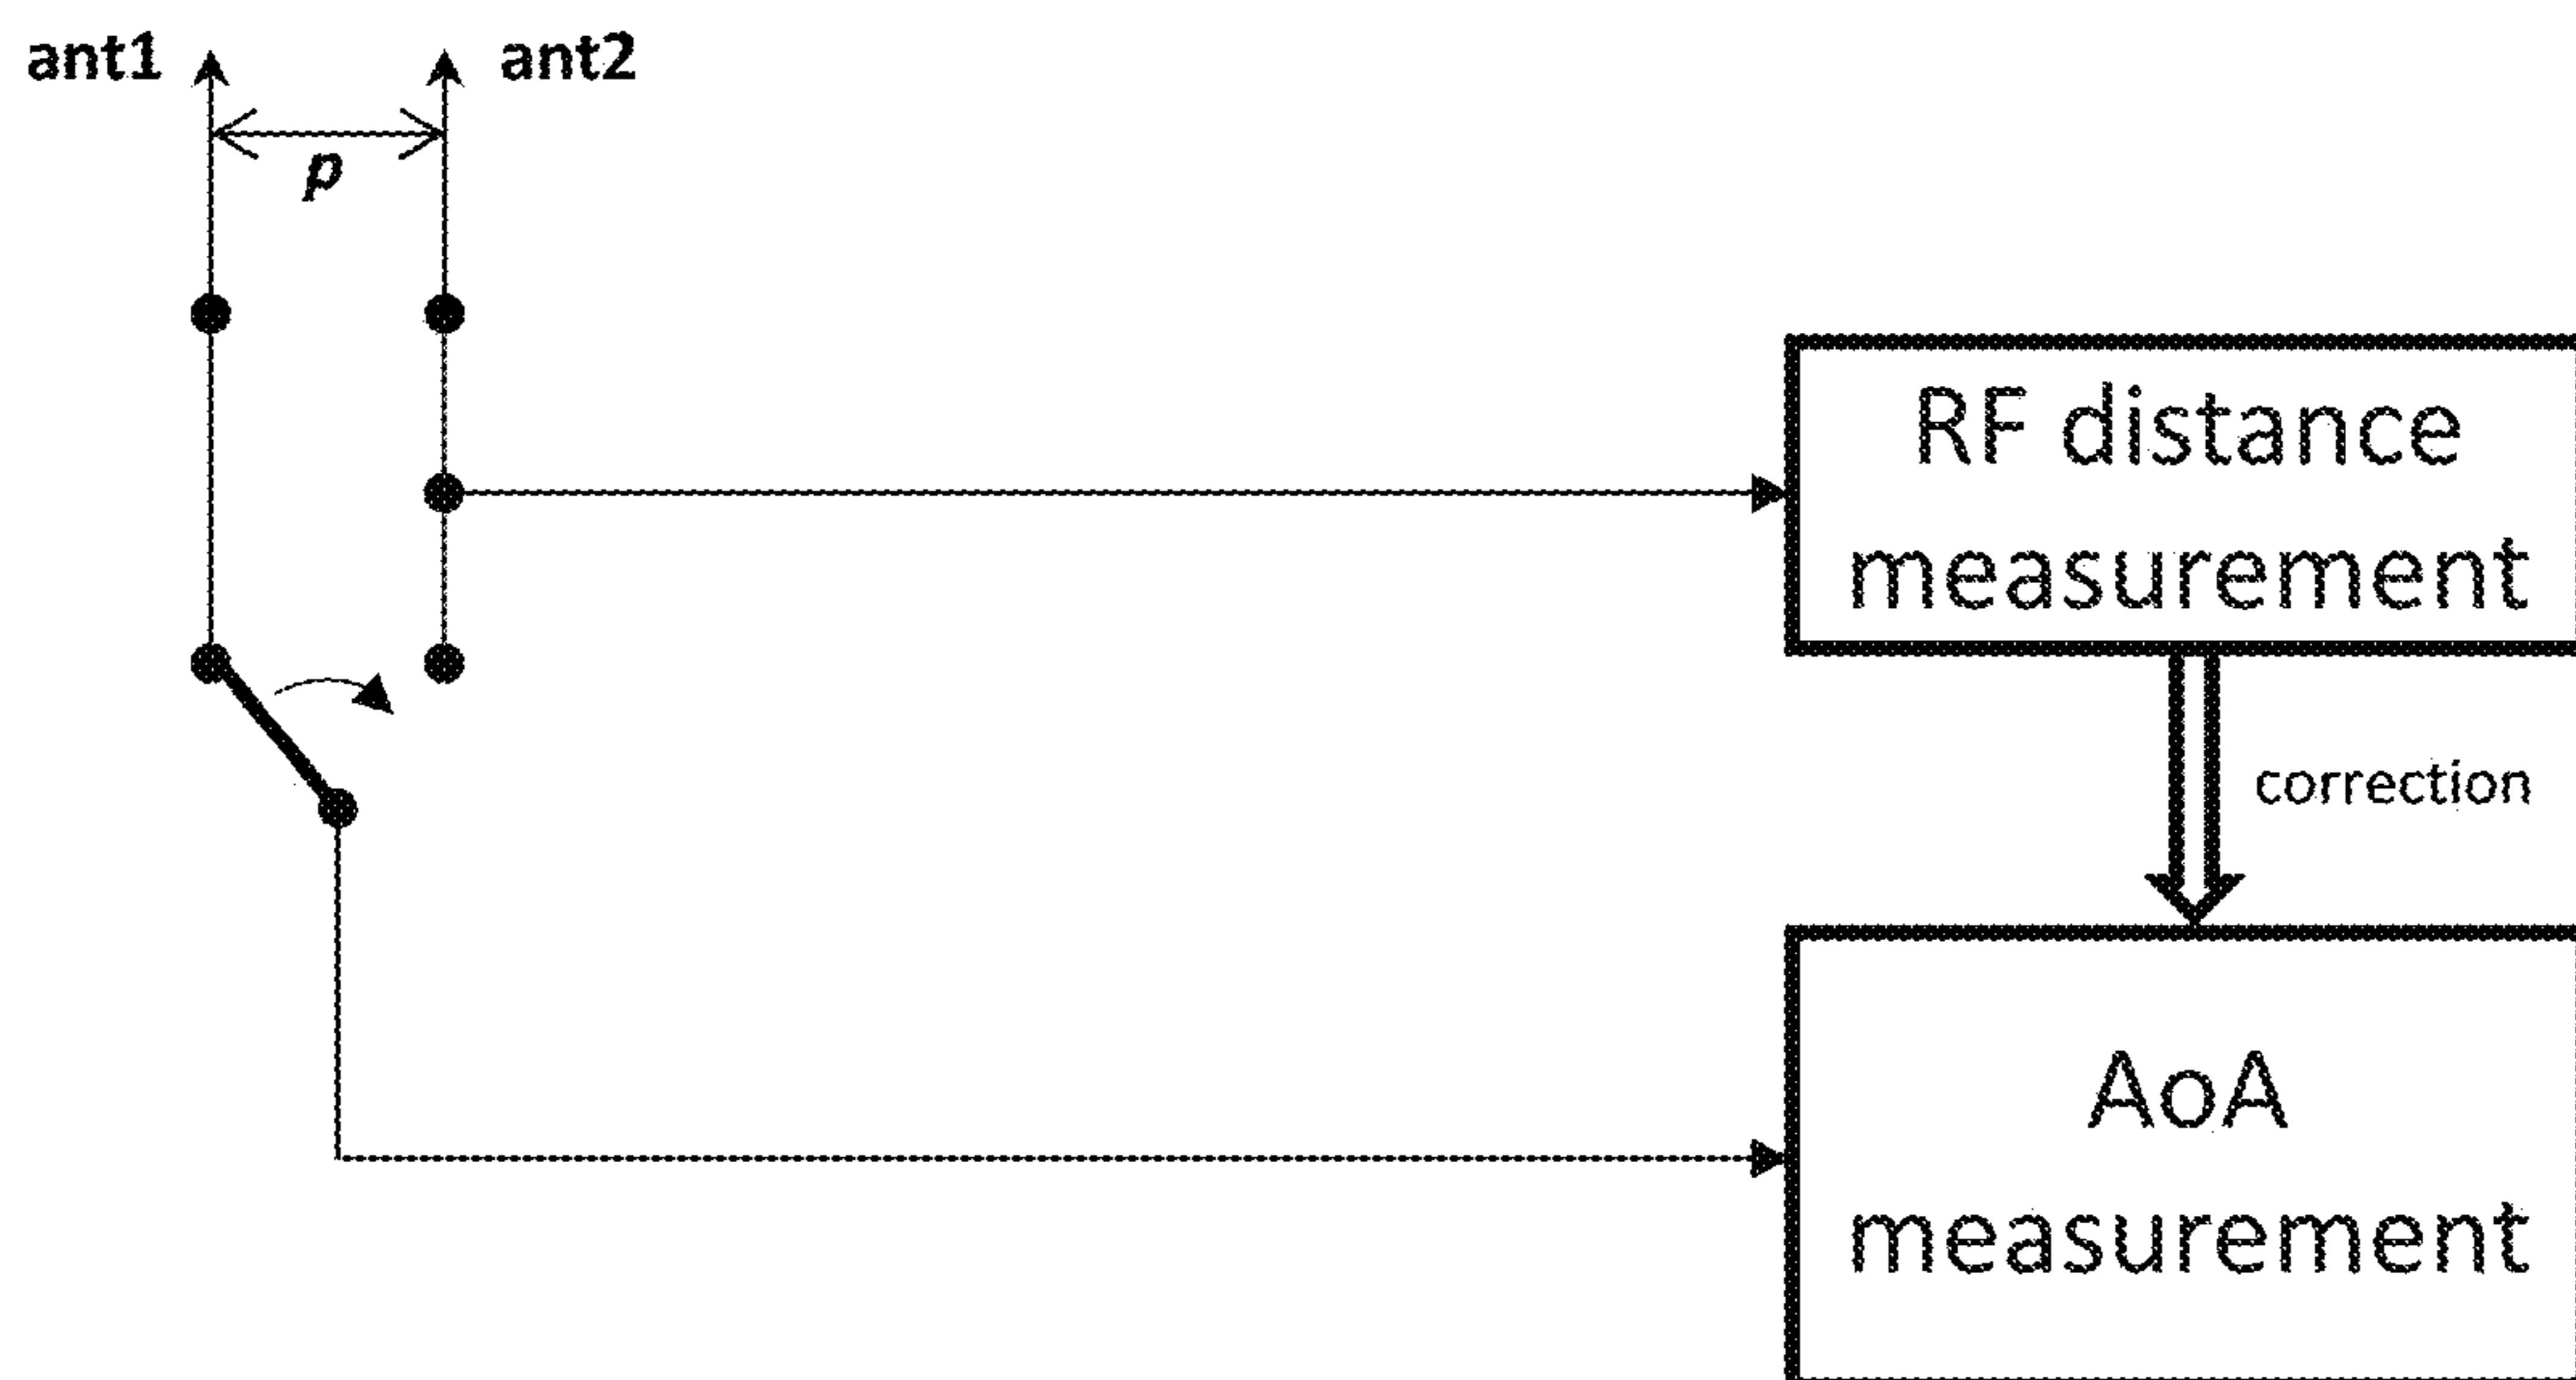 ant1
ant2
p
RF distance
measurement
correction
AoA
measurement